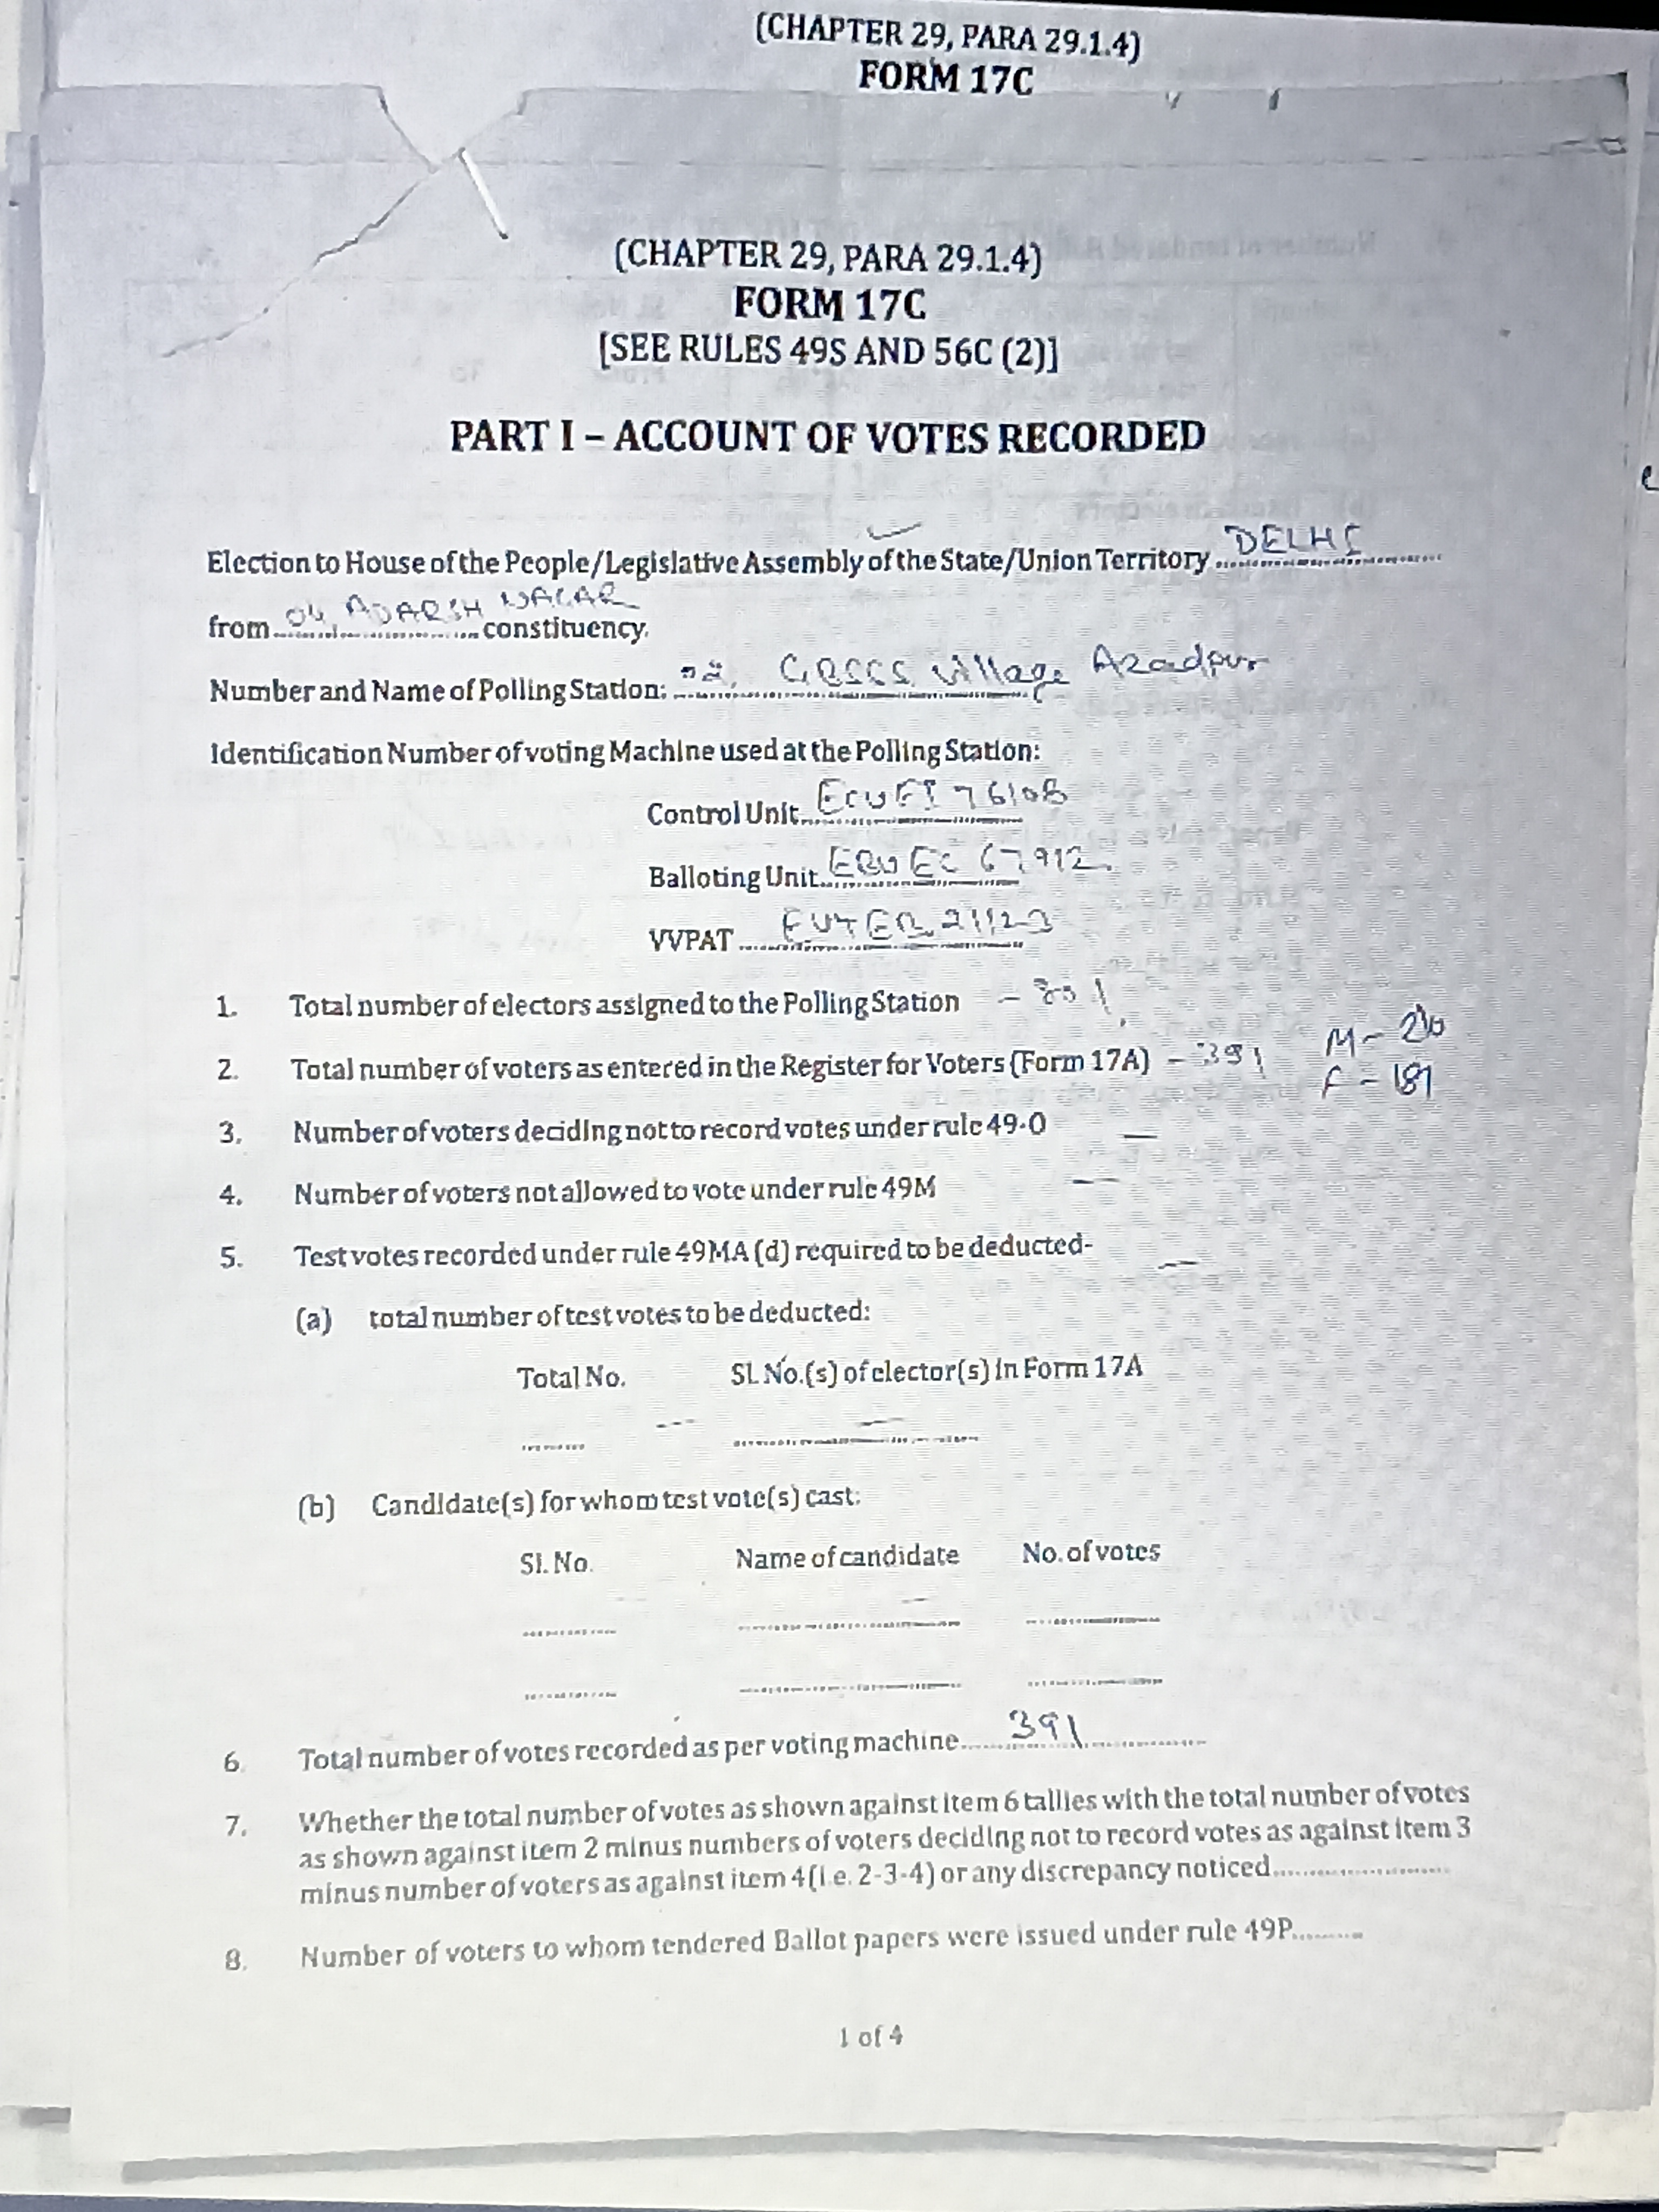 (CHAPTER 29, PARA 29.1.4)
FORM 17C
(CHAPTER 29, PARA 29.1.4)
FORM 17C
[SEE RULES 49S AND 56C (2)]
PART I – ACCOUNT OF VOTES RECORDED
Election to House of the People/Legislative Assembly of the State/Union Territory DELHI
from 04, ADARSH NAGAR constituency.
Number and Name of Polling Station: Village Azadpur
Identification Number of voting Machine used at the Polling Station:
Control Unit
Balloting Unit
VVPAT
1. Total number of electors assigned to the Polling Station –
2. Total number of voters as entered in the Register for Voters (Form 17A) – 391 M –
F –
3. Number of voters deciding not to record votes under rule 49-O —
4. Number of voters not allowed to vote under rule 49M —
5. Test votes recorded under rule 49MA (d) required to be deducted- —
(a) total number of test votes to be deducted:
Total No. Sl. No.(s) of elector(s) in Form 17A
........ — ........
(b) Candidate(s) for whom test vote(s) cast:
Sl. No. Name of candidate No. of votes
6. Total number of votes recorded as per voting machine 391
7. Whether the total number of votes as shown against item 6 tallies with the total number of votes
as shown against item 2 minus numbers of voters deciding not to record votes as against item 3
minus number of voters as against item 4(i.e. 2-3-4) or any discrepancy noticed..........
8. Number of voters to whom tendered Ballot papers were issued under rule 49P..........
1 of 4